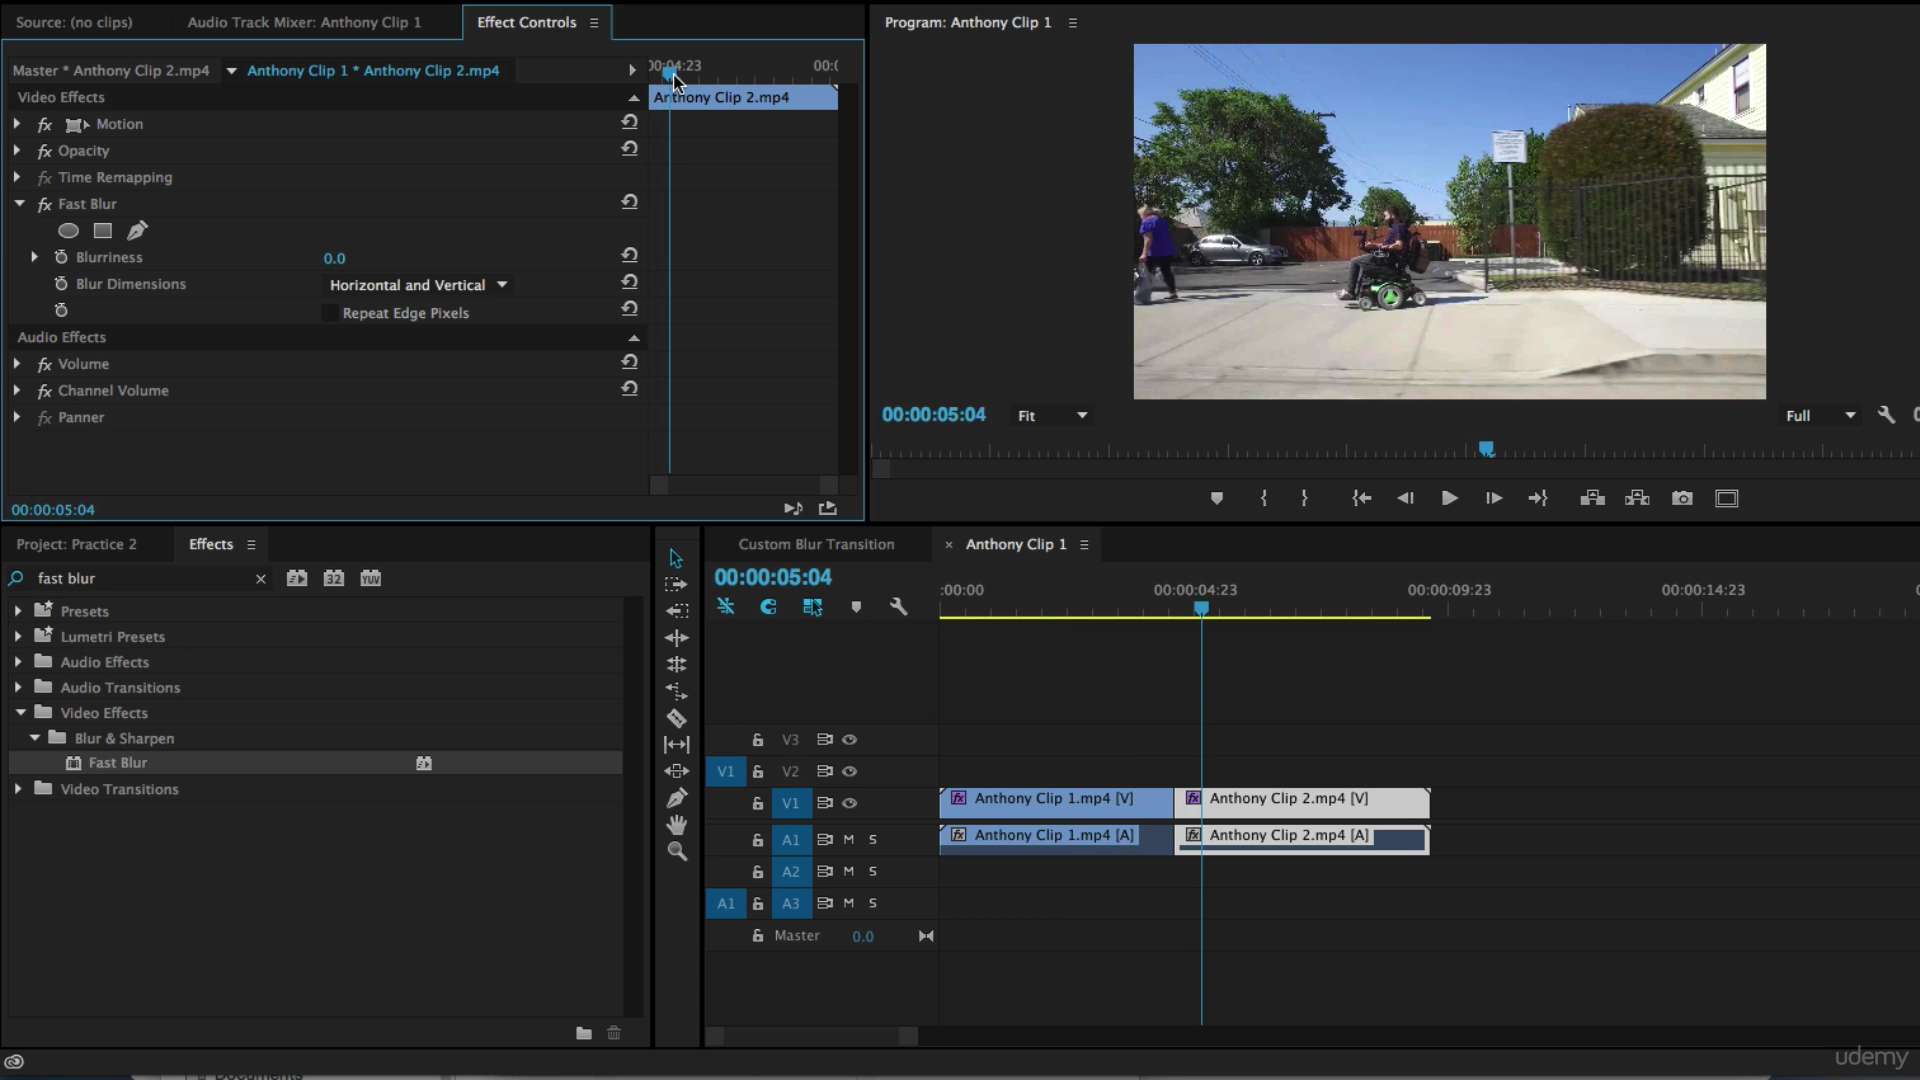 Source: (no clips)
Audio Track Mixer: Anthony Clip 1
Effect Controls
Program: Anthony Clip 1
Master * Anthony Clip 2.mp4
Anthony Clip 1 * Anthony Clip 2.mp4
00:04:23
Video Effects
Anthony Clip 2.mp4
fx Motion
fx Opacity
fx Time Remapping
fx Fast Blur
Blurriness
0.0
Blur Dimensions
Horizontal and Vertical
Repeat Edge Pixels
Audio Effects
fx Volume
fx Channel Volume
fx Panner
00:00:05:04
00:00:05:04
Fit
Full
Project: Practice 2
Effects
fast blur
32
YUV
Presets
Lumetri Presets
Audio Effects
Audio Transitions
Video Effects
Blur & Sharpen
Fast Blur
Video Transitions
Custom Blur Transition
Anthony Clip 1
00:00:05:04
:00:00
00:00:04:23
00:00:09:23
00:00:14:23
V3
V1
V2
V1
fx Anthony Clip 1.mp4 [V]
fx Anthony Clip 2.mp4 [V]
A1
M S
fx Anthony Clip 1.mp4 [A]
fx Anthony Clip 2.mp4 [A]
A2
M S
A1
A3
M S
Master
0.0
udemy
Documents